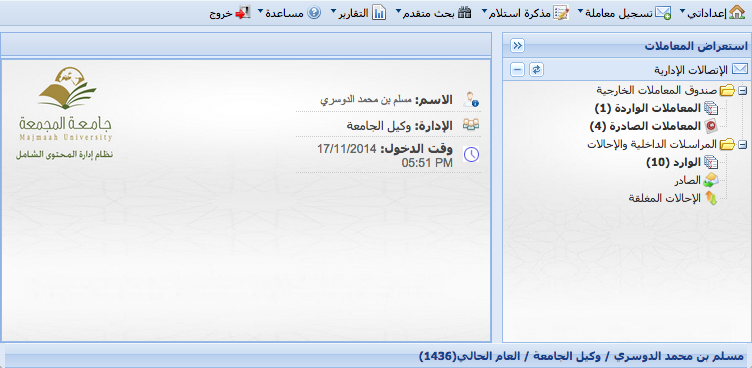 إعداداتي
تسجيل معاملة
مذكرة استلام
بحث متقدم
التقارير
مساعدة
خروج
استعراض المعاملات
الإتصالات الإدارية
صندوق المعاملات الخارجية
المعاملات الواردة (1)
المعاملات الصادرة (4)
المراسلات الداخلية والإحالات
الوارد (10)
الصادر
الإحالات المغلقة
الاسم: مسلم بن محمد الدوسري
الإدارة: وكيل الجامعة
وقت الدخول: 17/11/2014
05:51 PM
جامعة المجمعة
Majmaah University
نظام إدارة المحتوى الشامل
مسلم بن محمد الدوسري / وكيل الجامعة / العام الحالي(1436)